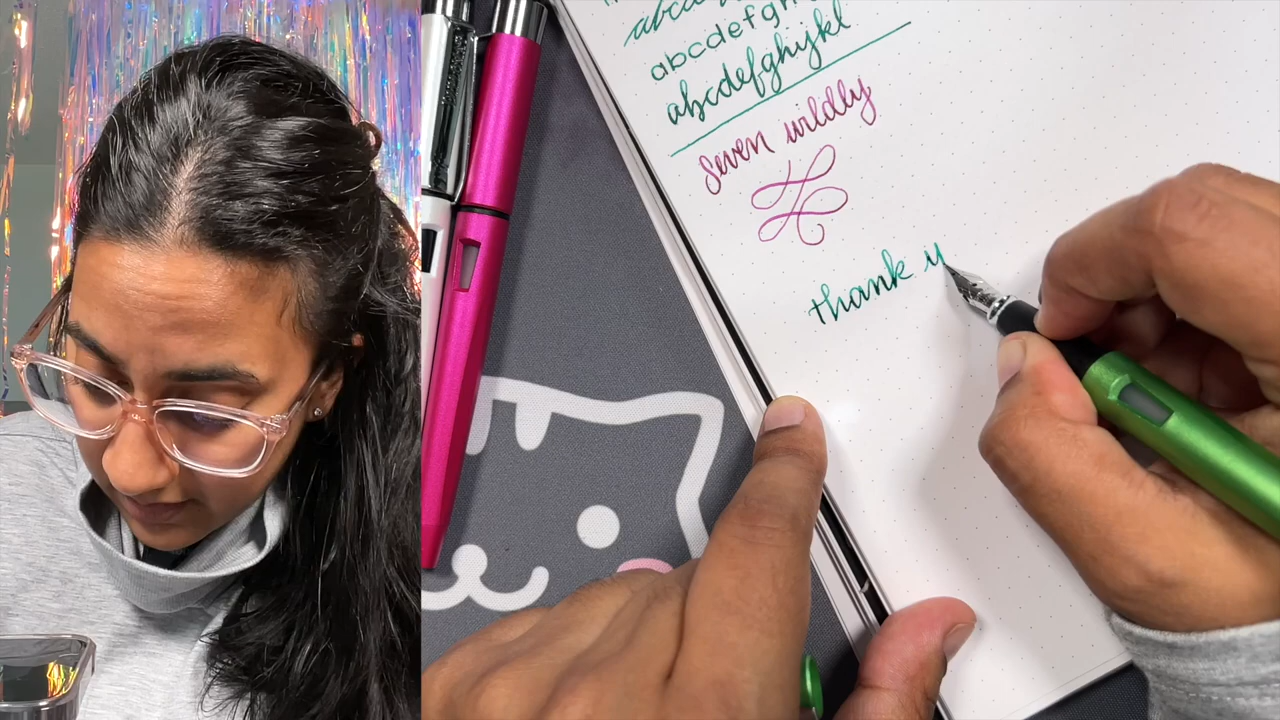 abcdefgh
abcdefghijkl
seven wildly
thank y